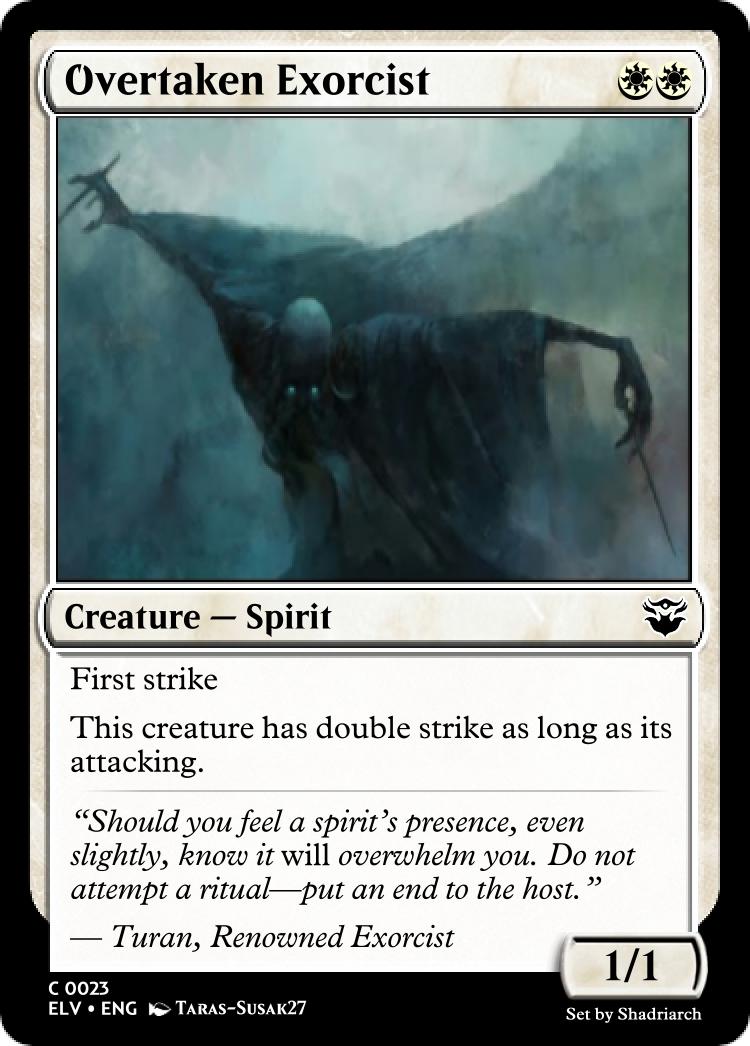 Overtaken Exorcist
Creature — Spirit
First strike
This creature has double strike as long as its
attacking.
“Should you feel a spirit’s presence, even
slightly, know it will overwhelm you. Do not
attempt a ritual—put an end to the host.”
— Turan, Renowned Exorcist
1/1
C 0023
ELV • ENG Taras-Susak27
Set by Shadriarch